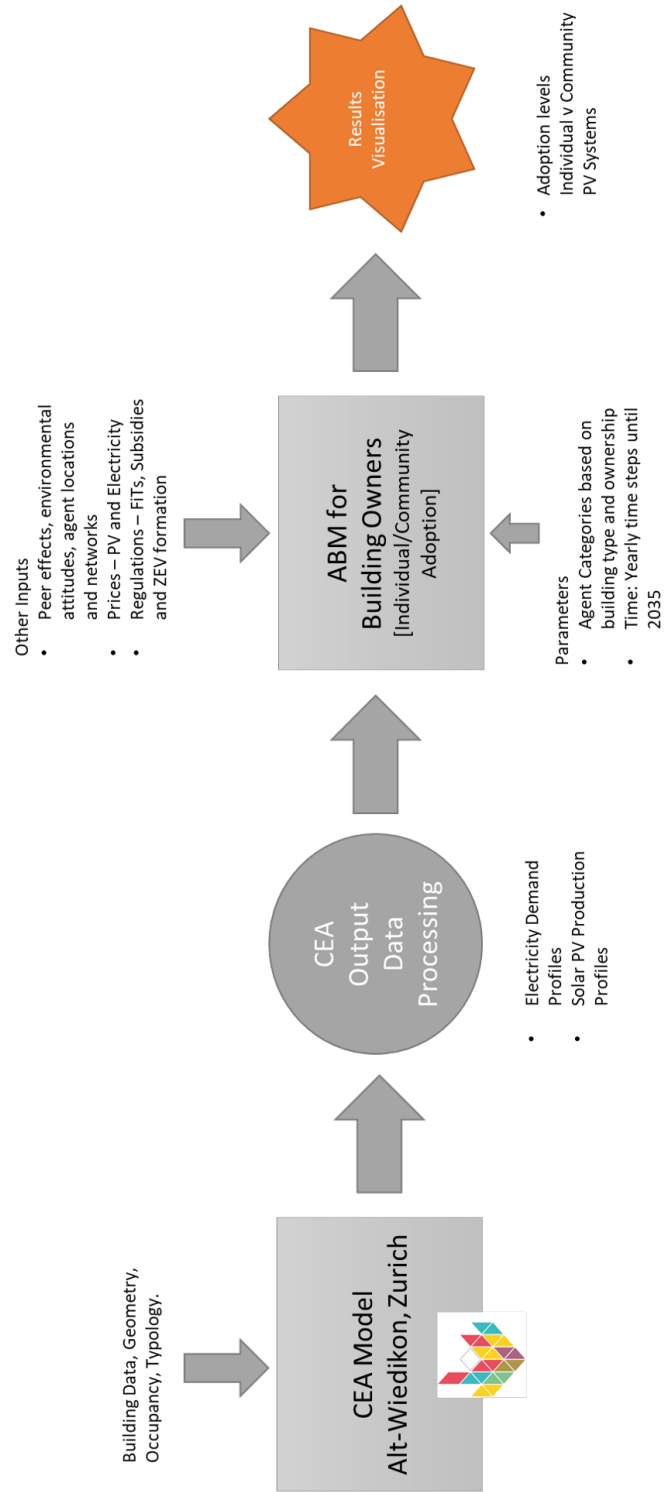 Building Data, Geometry,
Occupancy, Typology.
CEA Model
Alt-Wiedikon, Zurich
CEA
Output
Data
Processing
• Electricity Demand
Profiles
• Solar PV Production
Profiles
Other Inputs
• Peer effects, environmental
attitudes, agent locations
and networks
• Prices – PV and Electricity
• Regulations – FiTs, Subsidies
and ZEV formation
ABM for
Building Owners
[Individual/Community
Adoption]
Parameters
• Agent Categories based on
building type and ownership
• Time: Yearly time steps until
2035
Results
Visualisation
• Adoption levels
Individual v Community
PV Systems